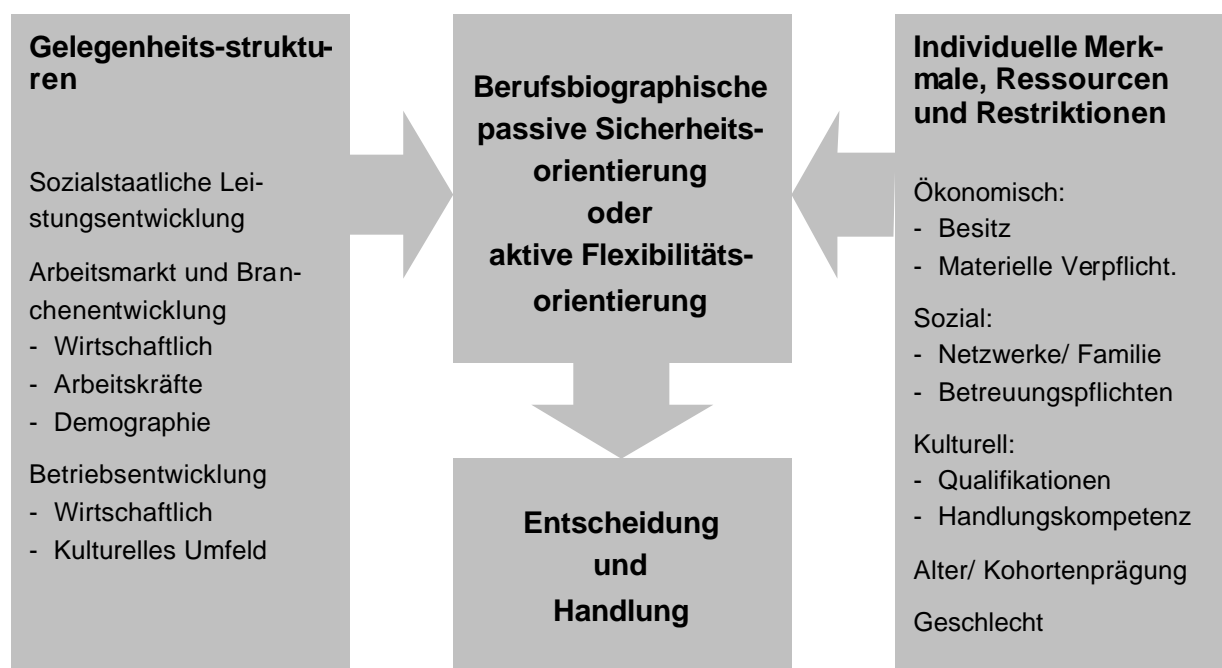 Gelegenheits-struktu-
ren
Sozialstaatliche Lei-
stungsentwicklung
Arbeitsmarkt und Bran-
chenentwicklung
- Wirtschaftlich
- Arbeitskräfte
- Demographie
Betriebsentwicklung
- Wirtschaftlich
- Kulturelles Umfeld
Berufsbiographische
passive Sicherheits-
orientierung
oder
aktive Flexibilitäts-
orientierung
Entscheidung
und
Handlung
Individuelle Merk-
male, Ressourcen
und Restriktionen
Ökonomisch:
- Besitz
- Materielle Verpflicht.
Sozial:
- Netzwerke/ Familie
- Betreuungspflichten
Kulturell:
- Qualifikationen
- Handlungskompetenz
Alter/ Kohortenprägung
Geschlecht